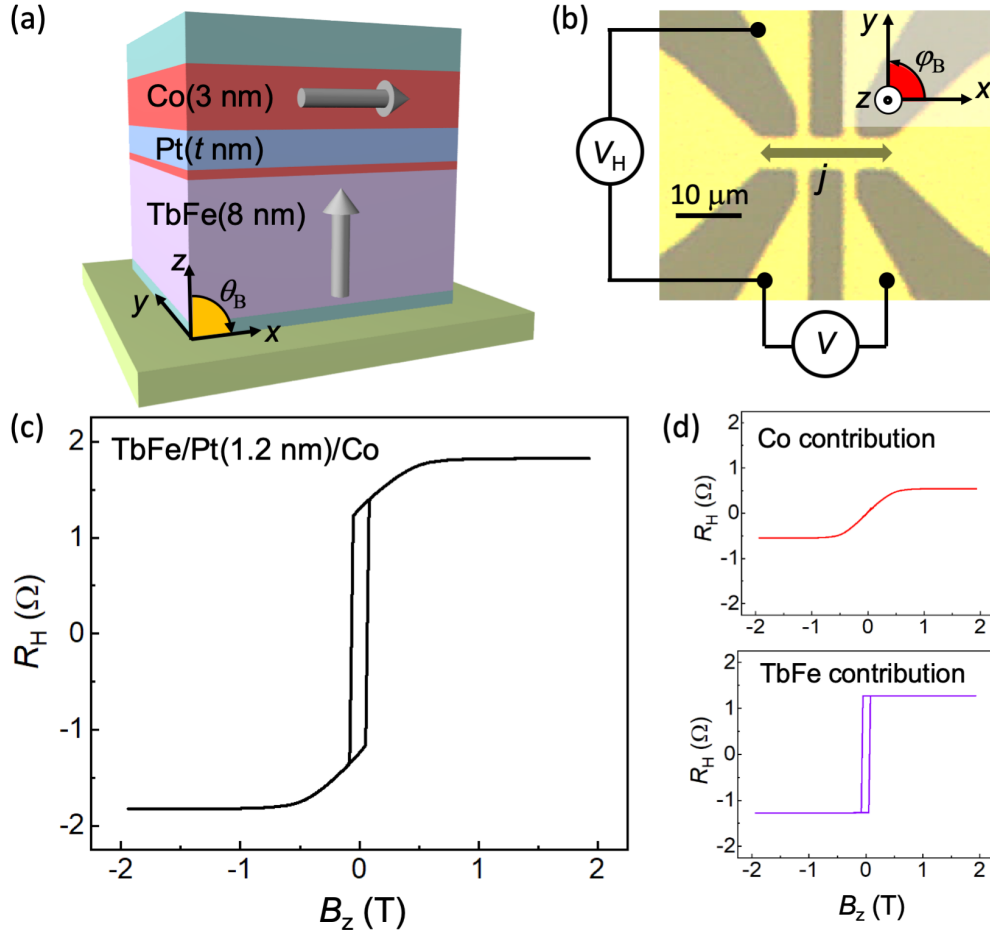 (a)
Co(3 nm)
Pt(t nm)
TbFe(8 nm)
z
y
θB
x
(b)
y
φB
z
x
VH
j
10 μm
V
(c)
TbFe/Pt(1.2 nm)/Co
2
1
0
-1
-2
RH (Ω)
-2
-1
0
1
2
Bz (T)
(d)
Co contribution
2
1
0
-1
-2
RH (Ω)
-2
-1
0
1
2
TbFe contribution
2
1
0
-1
-2
RH (Ω)
-2
-1
0
1
2
Bz (T)